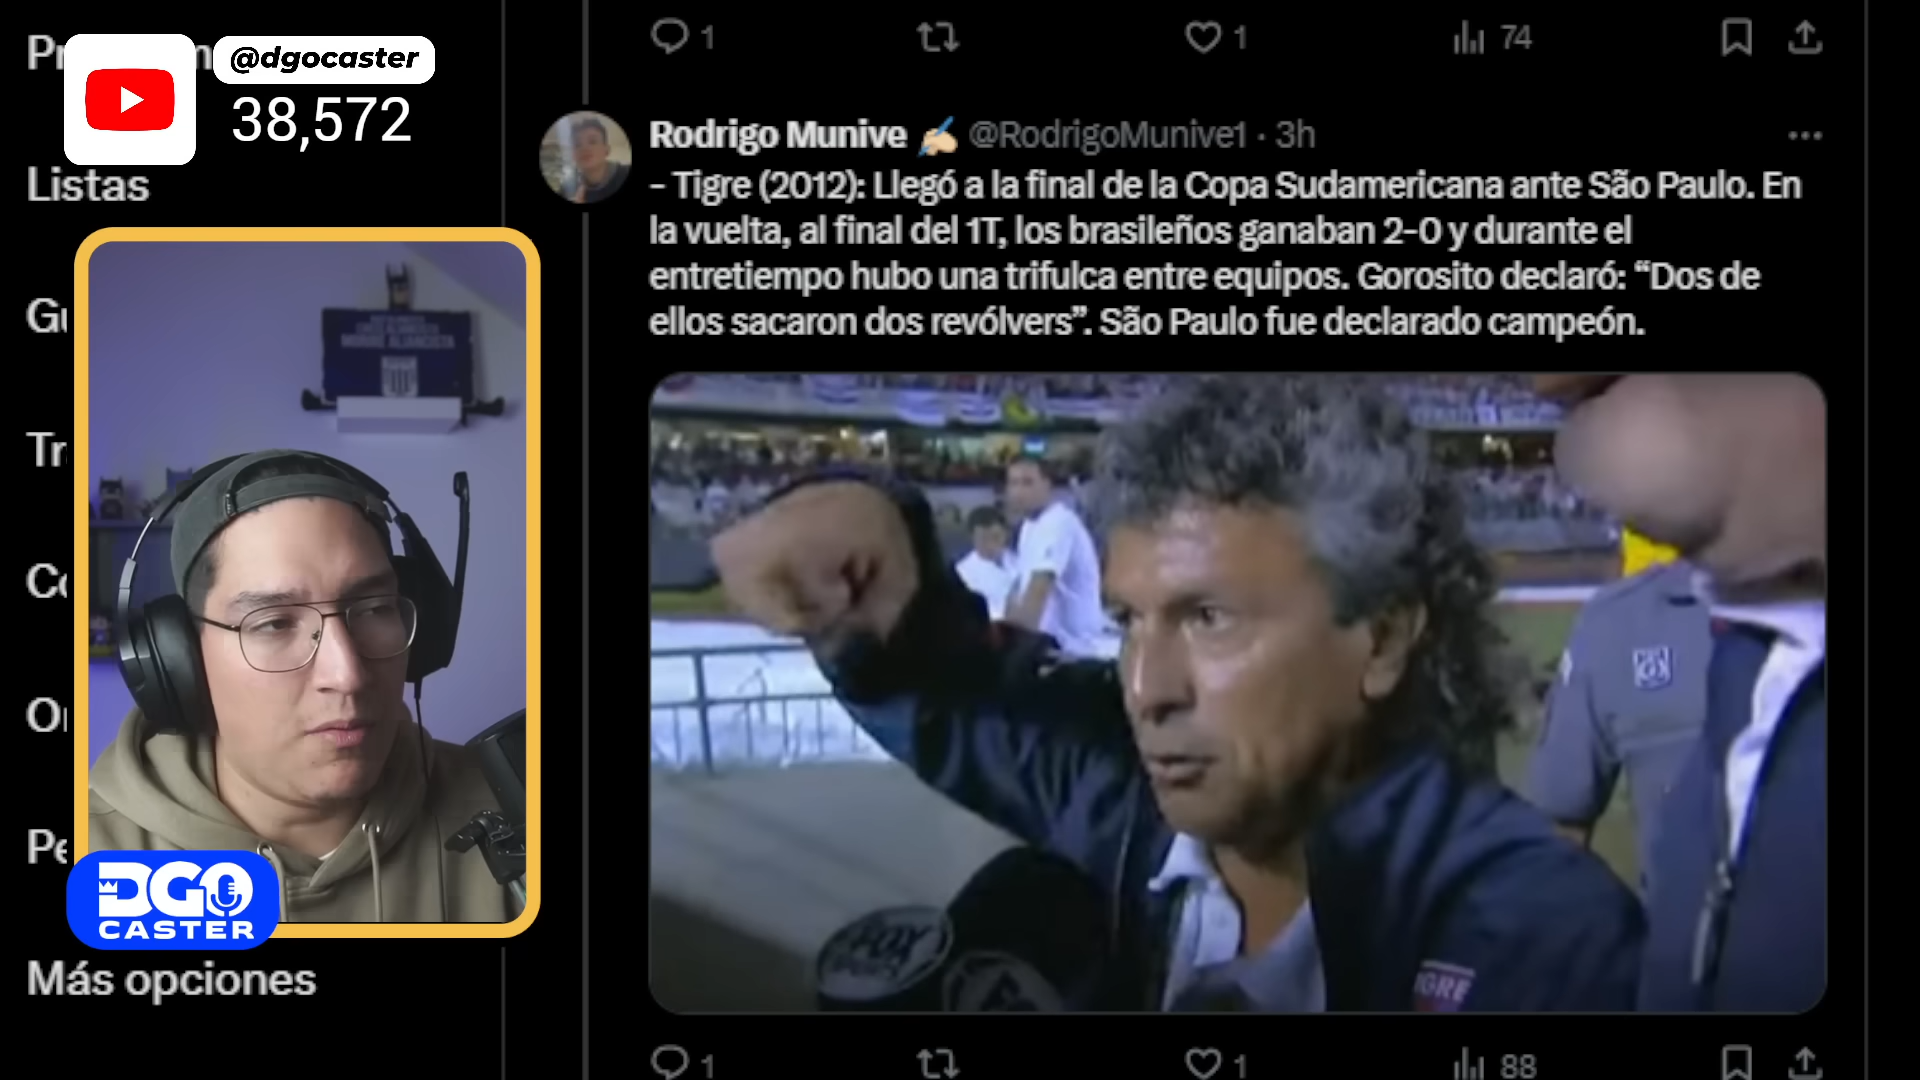 1
1
74
@dgocaster
38,572
Listas
Rodrigo Munive @RodrigoMunive1 · 3h
– Tigre (2012): Llegó a la final de la Copa Sudamericana ante São Paulo. En
la vuelta, al final del 1T, los brasileños ganaban 2-0 y durante el
entretiempo hubo una trifulca entre equipos. Gorosito declaró: “Dos de
ellos sacaron dos revólvers”. São Paulo fue declarado campeón.
FOX
TIGRE
DGO
CASTER
Más opciones
1
1
88